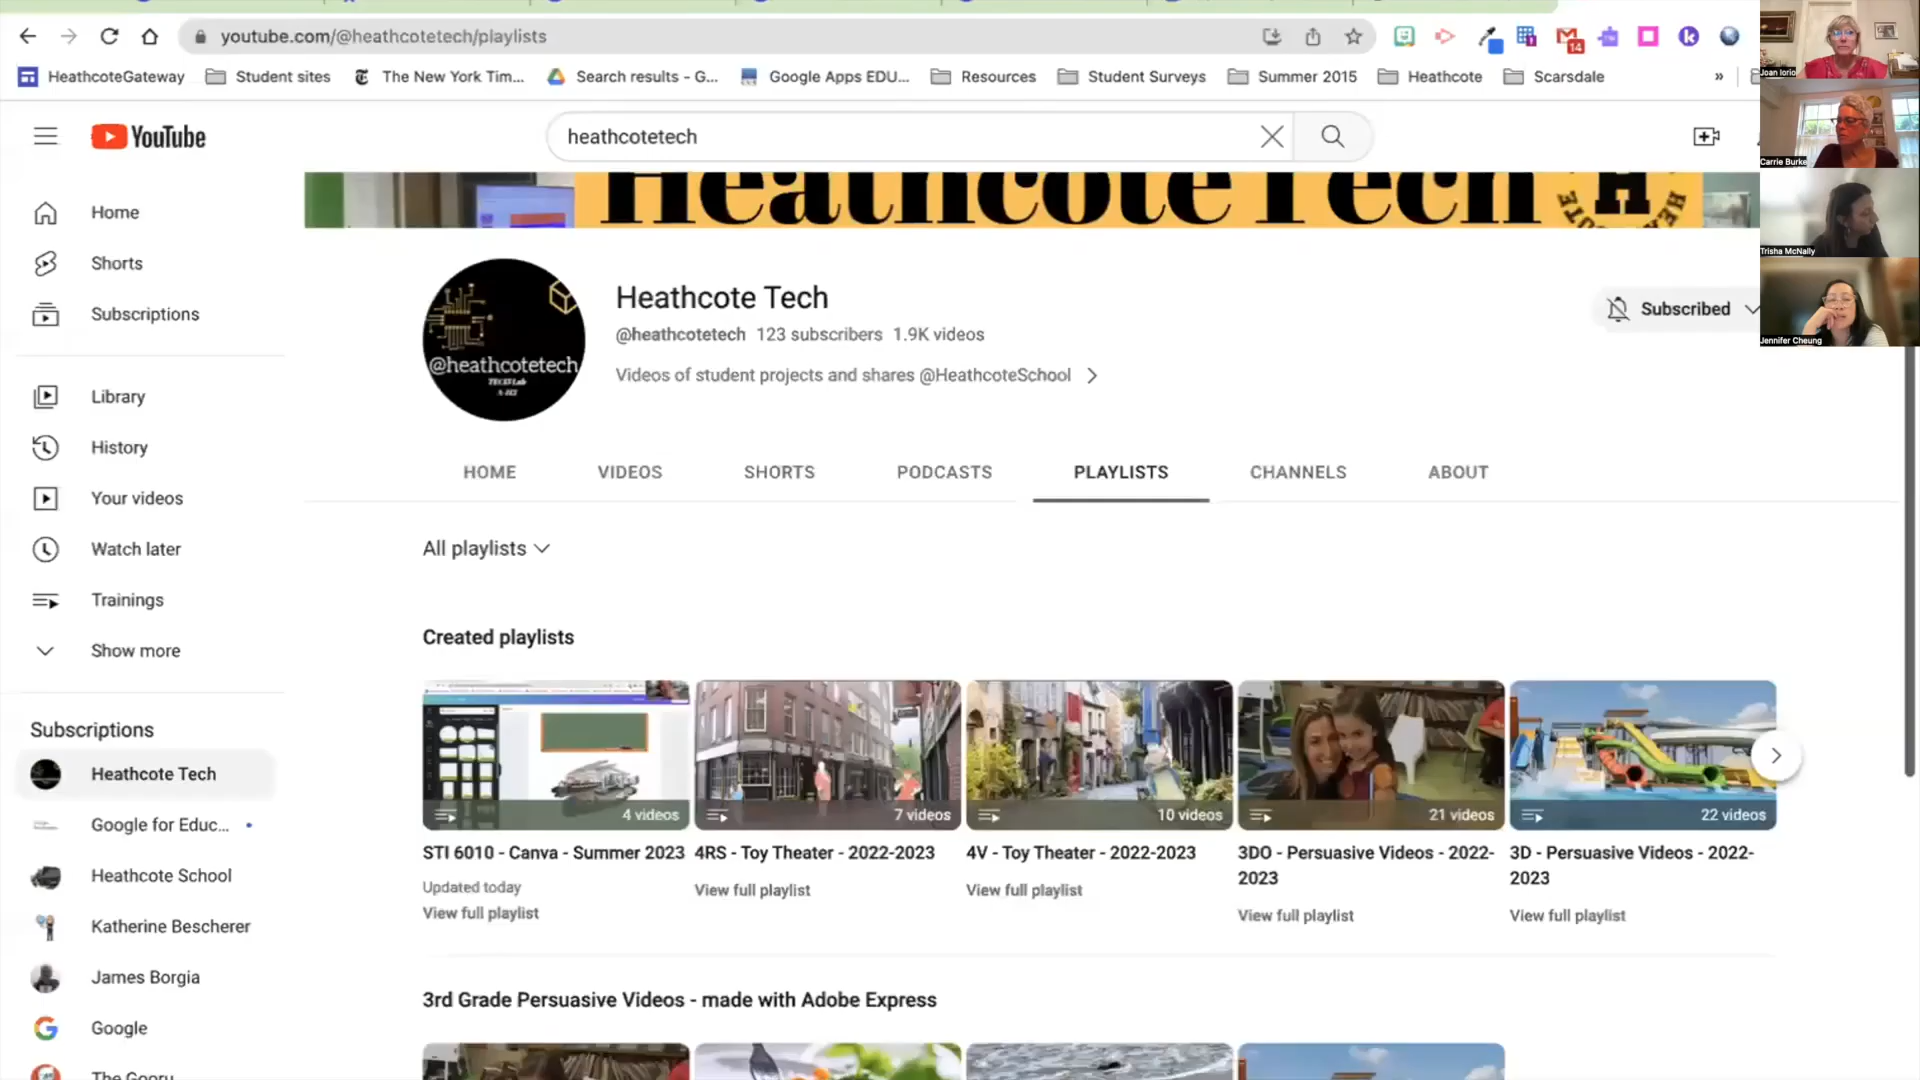 youtube.com/@heathcotetech/playlists
14
HeathcoteGateway Student sites The New York Tim... Search results - G... Google Apps EDU... Resources Student Surveys Summer 2015 Heathcote Scarsdale »
YouTube
heathcotetech
HeathcoteTech
Home
Shorts
Subscriptions
Library
History
Your videos
Watch later
Trainings
Show more
Subscriptions
Heathcote Tech
Google for Educ...
Heathcote School
Katherine Bescherer
James Borgia
Google
The Gooru
@heathcotetech
TECH Lab
Heathcote Tech
@heathcotetech 123 subscribers 1.9K videos
Videos of student projects and shares @HeathcoteSchool
Subscribed
HOME VIDEOS SHORTS PODCASTS PLAYLISTS CHANNELS ABOUT
All playlists
Created playlists
4 videos
STI 6010 - Canva - Summer 2023
Updated today
View full playlist
7 videos
4RS - Toy Theater - 2022-2023
View full playlist
10 videos
4V - Toy Theater - 2022-2023
View full playlist
21 videos
3DO - Persuasive Videos - 2022-
2023
View full playlist
22 videos
3D - Persuasive Videos - 2022-
2023
View full playlist
3rd Grade Persuasive Videos - made with Adobe Express
Joan Iorio
Carrie Burke
Trisha McNally
Jennifer Cheung